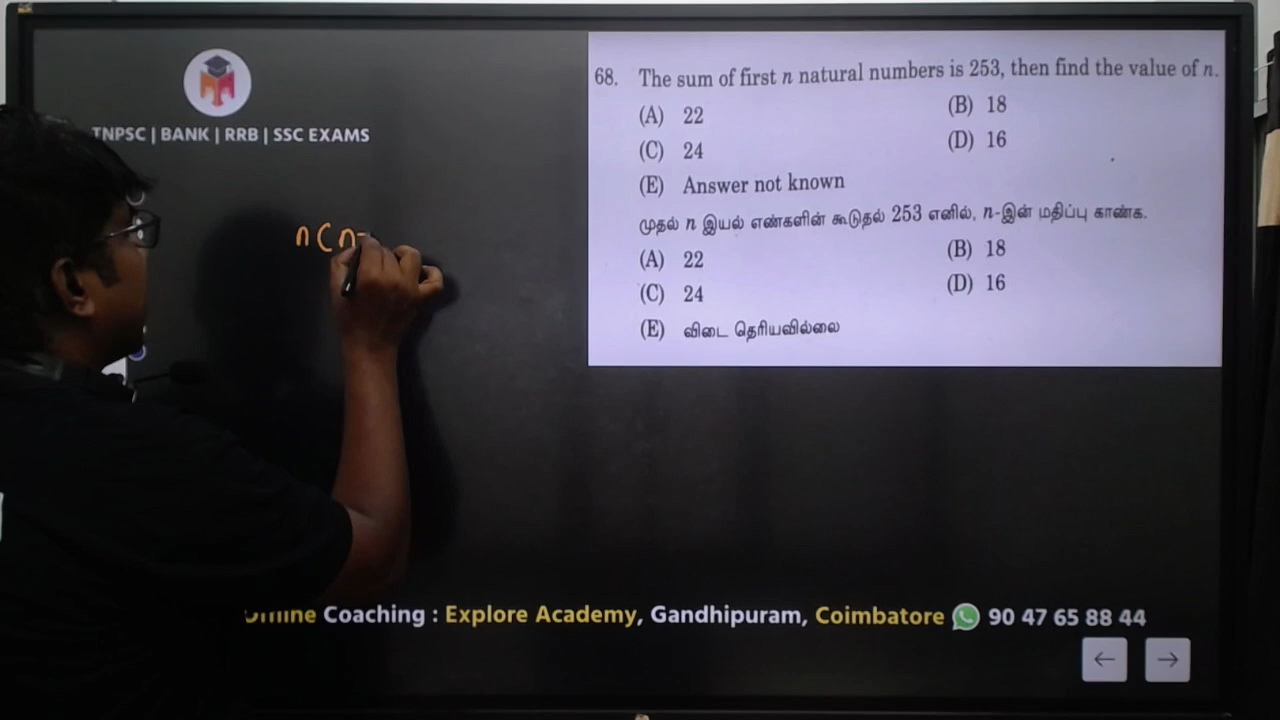 TNPSC | BANK | RRB | SSC EXAMS
n(n
68. The sum of first n natural numbers is 253, then find the value of n.
(A) 22 (B) 18
(C) 24 (D) 16
(E) Answer not known
முதல் n இயல் எண்களின் கூடுதல் 253 எனில், n-இன் மதிப்பு காண்க.
(A) 22 (B) 18
(C) 24 (D) 16
(E) விடை தெரியவில்லை
Online Coaching : Explore Academy, Gandhipuram, Coimbatore 90 47 65 88 44